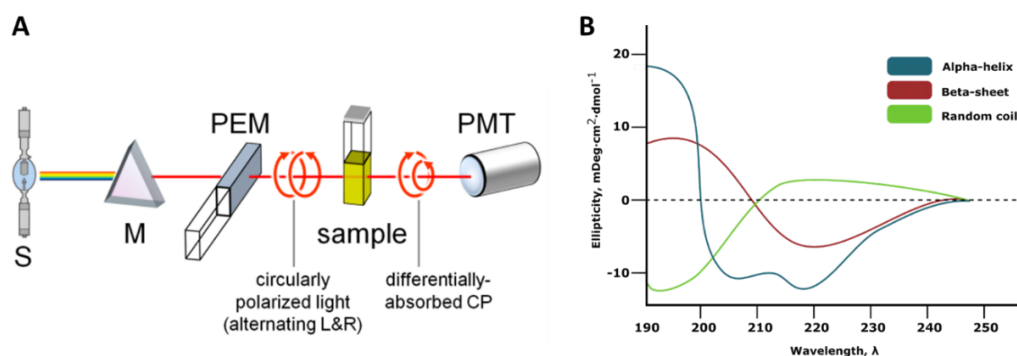 A
S
M
PEM
sample
PMT
circularly
polarized light
(alternating L&R)
differentially-
absorbed CP
B
Ellipticity, mDeg·cm²·dmol⁻¹
20
10
0
-10
Alpha-helix
Beta-sheet
Random coil
190 200 210 220 230 240 250
Wavelength, λ